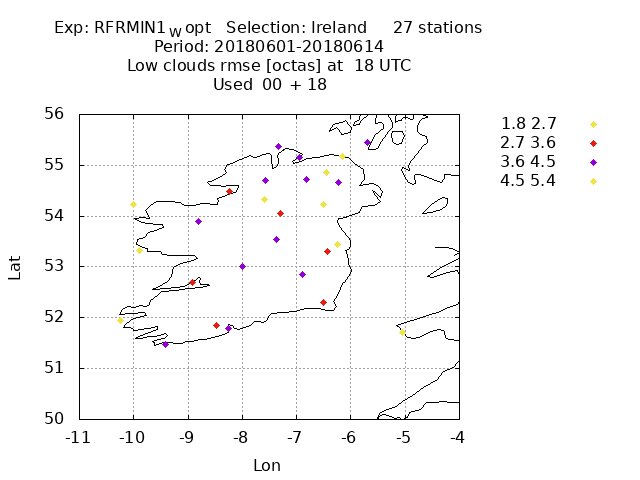 Exp: RFRMIN1_W opt Selection: Ireland 27 stations
Period: 20180601-20180614
Low clouds rmse [octas] at 18 UTC
Used 00 + 18
56
55
54
53
52
51
50
-11 -10 -9 -8 -7 -6 -5 -4
Lat
Lon
1.8 2.7
2.7 3.6
3.6 4.5
4.5 5.4